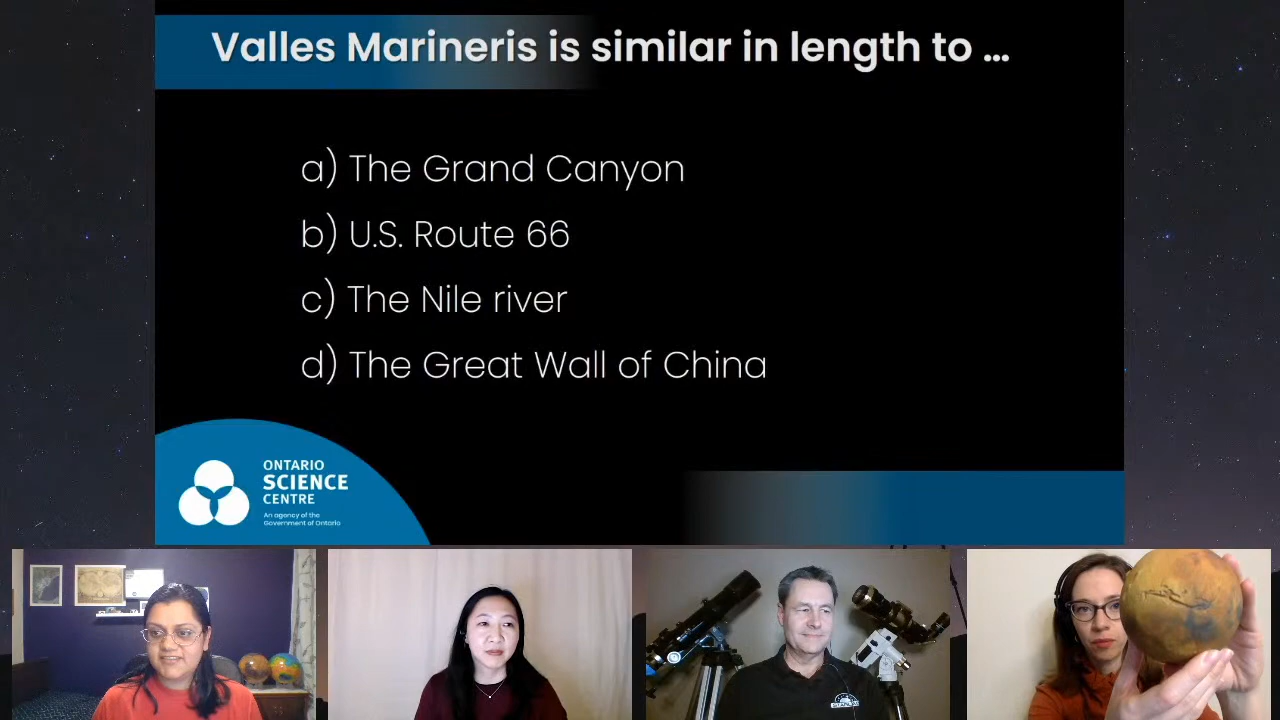 Valles Marineris is similar in length to ...
a) The Grand Canyon
b) U.S. Route 66
c) The Nile river
d) The Great Wall of China
ONTARIO
SCIENCE
CENTRE
An agency of the
Government of Ontario